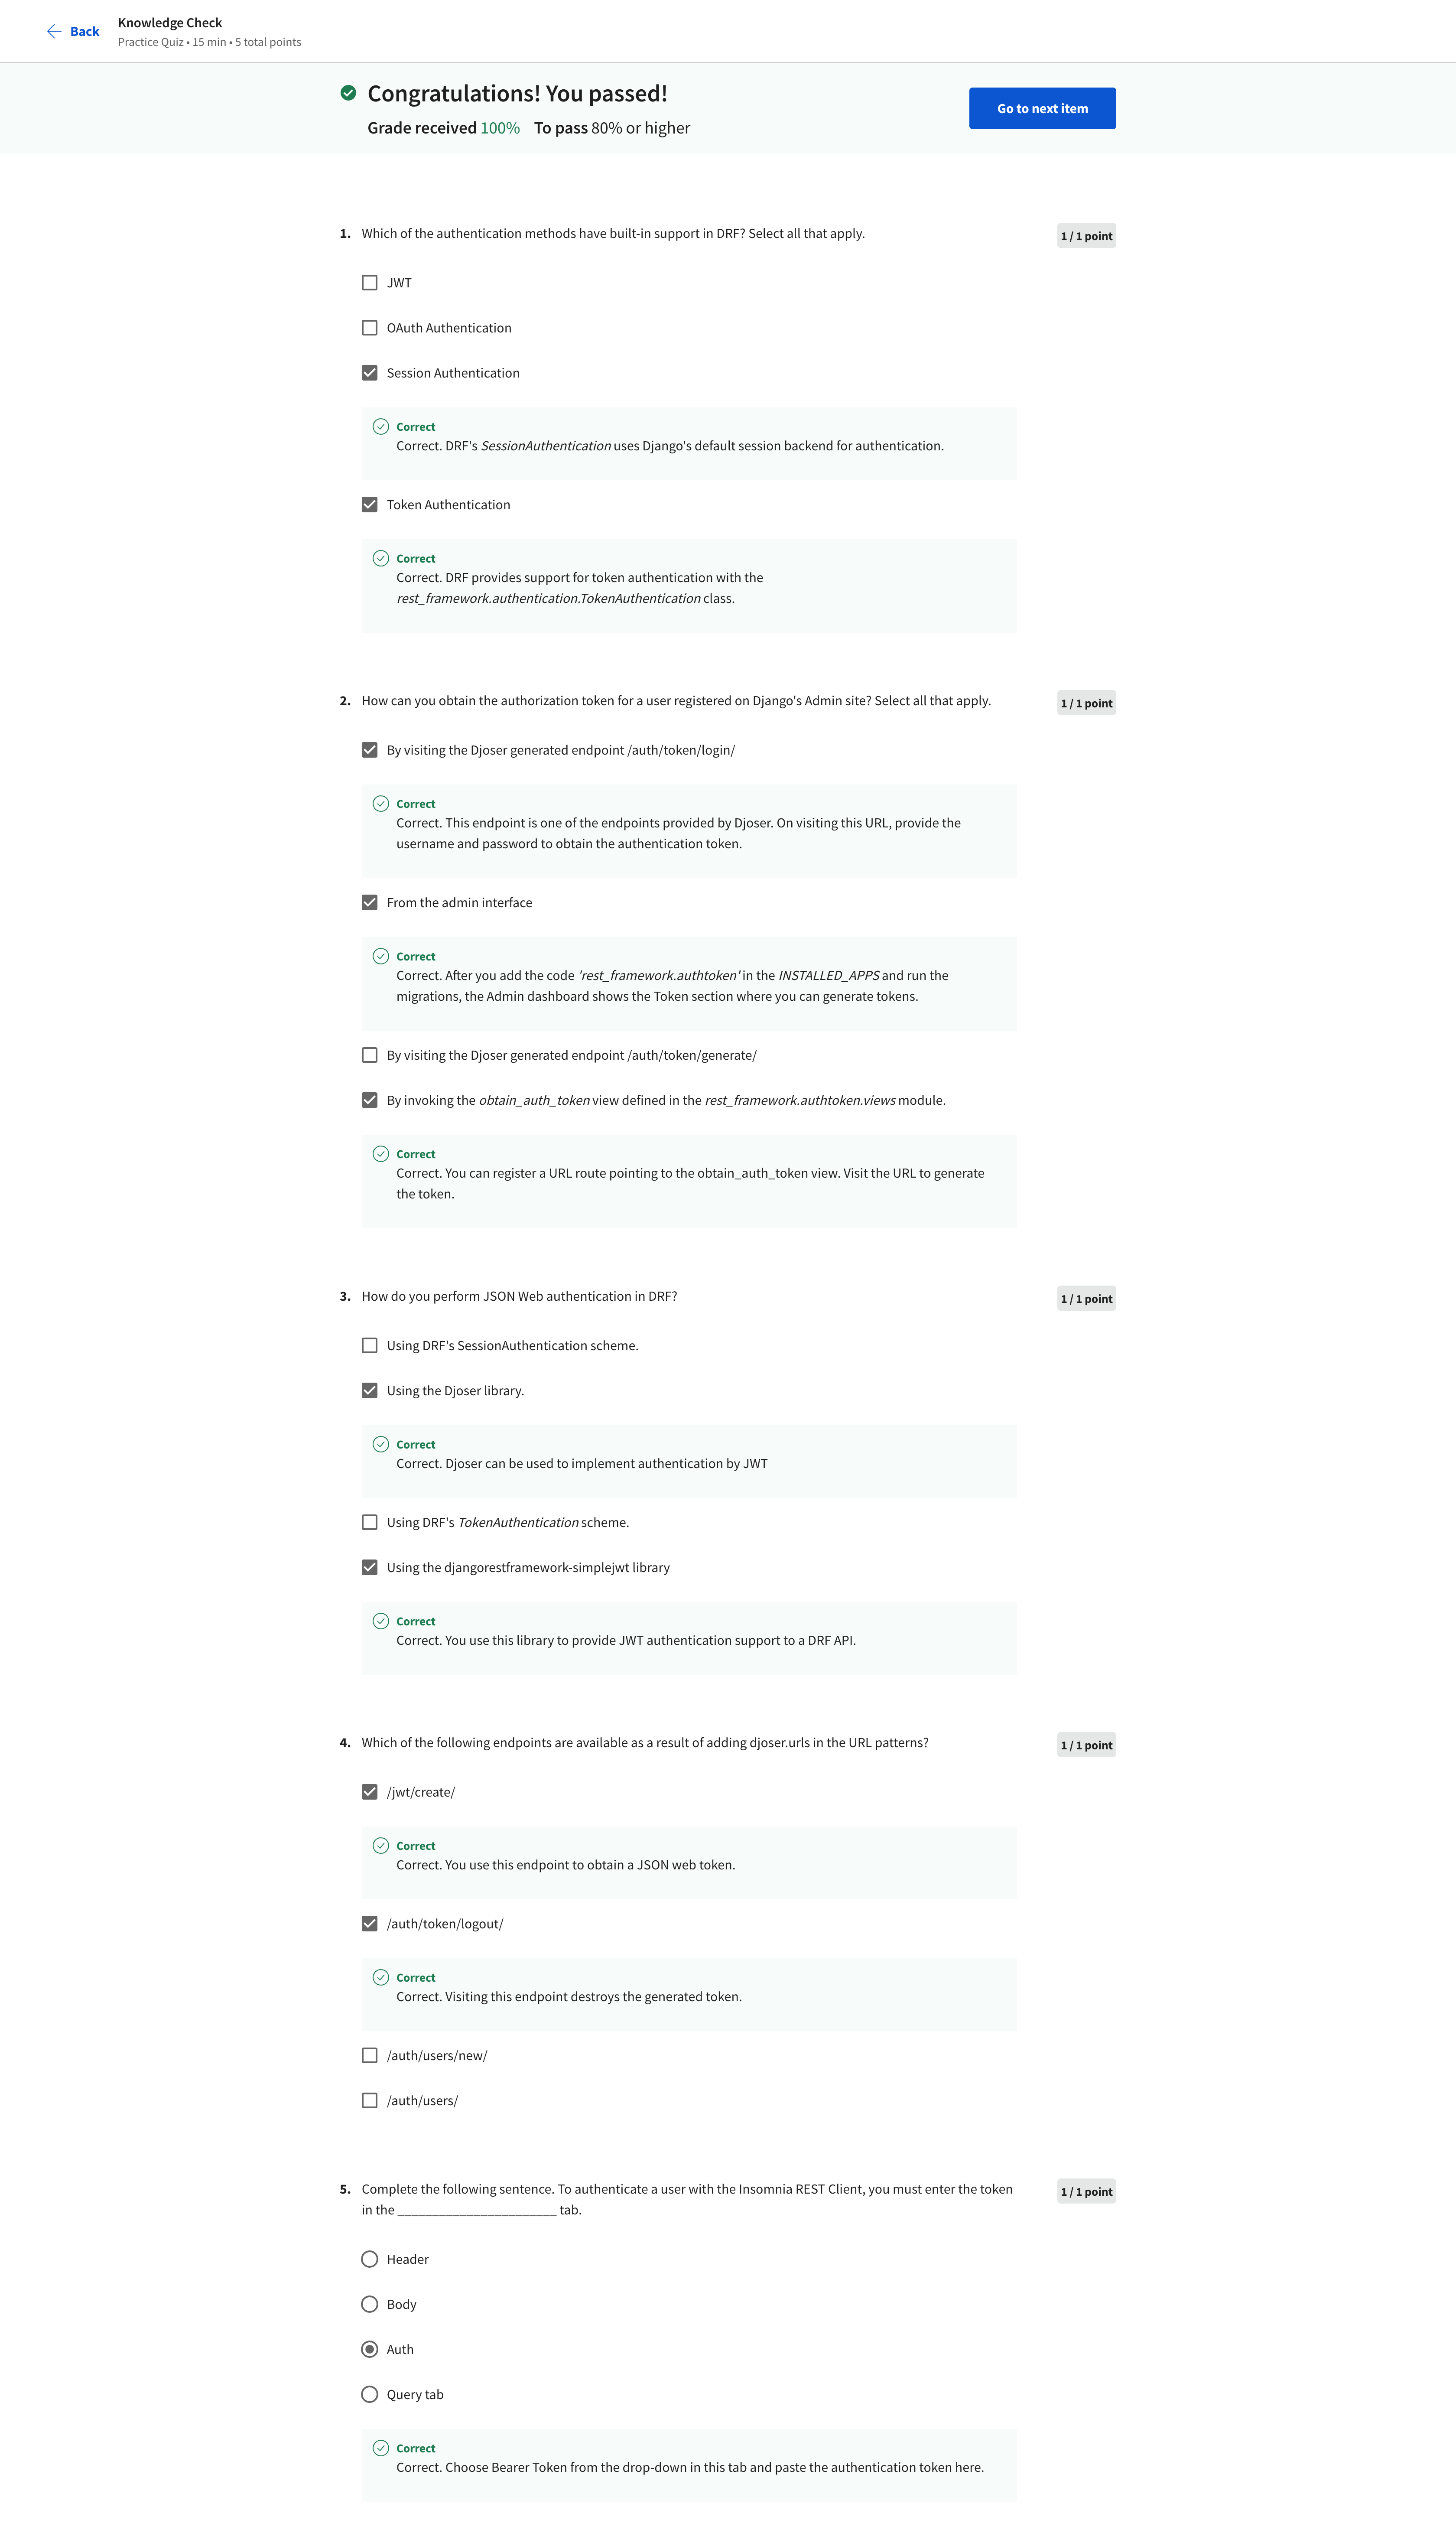 Back
Knowledge Check
Practice Quiz • 15 min • 5 total points
Congratulations! You passed!
Grade received 100% To pass 80% or higher
Go to next item
1. Which of the authentication methods have built-in support in DRF? Select all that apply.
1 / 1 point
JWT
OAuth Authentication
Session Authentication
Correct
Correct. DRF's SessionAuthentication uses Django's default session backend for authentication.
Token Authentication
Correct
Correct. DRF provides support for token authentication with the
rest_framework.authentication.TokenAuthentication class.
2. How can you obtain the authorization token for a user registered on Django's Admin site? Select all that apply.
1 / 1 point
By visiting the Djoser generated endpoint /auth/token/login/
Correct
Correct. This endpoint is one of the endpoints provided by Djoser. On visiting this URL, provide the
username and password to obtain the authentication token.
From the admin interface
Correct
Correct. After you add the code 'rest_framework.authtoken' in the INSTALLED_APPS and run the
migrations, the Admin dashboard shows the Token section where you can generate tokens.
By visiting the Djoser generated endpoint /auth/token/generate/
By invoking the obtain_auth_token view defined in the rest_framework.authtoken.views module.
Correct
Correct. You can register a URL route pointing to the obtain_auth_token view. Visit the URL to generate
the token.
3. How do you perform JSON Web authentication in DRF?
1 / 1 point
Using DRF's SessionAuthentication scheme.
Using the Djoser library.
Correct
Correct. Djoser can be used to implement authentication by JWT
Using DRF's TokenAuthentication scheme.
Using the djangorestframework-simplejwt library
Correct
Correct. You use this library to provide JWT authentication support to a DRF API.
4. Which of the following endpoints are available as a result of adding djoser.urls in the URL patterns?
1 / 1 point
/jwt/create/
Correct
Correct. You use this endpoint to obtain a JSON web token.
/auth/token/logout/
Correct
Correct. Visiting this endpoint destroys the generated token.
/auth/users/new/
/auth/users/
5. Complete the following sentence. To authenticate a user with the Insomnia REST Client, you must enter the token
in the _______________________ tab.
1 / 1 point
Header
Body
Auth
Query tab
Correct
Correct. Choose Bearer Token from the drop-down in this tab and paste the authentication token here.